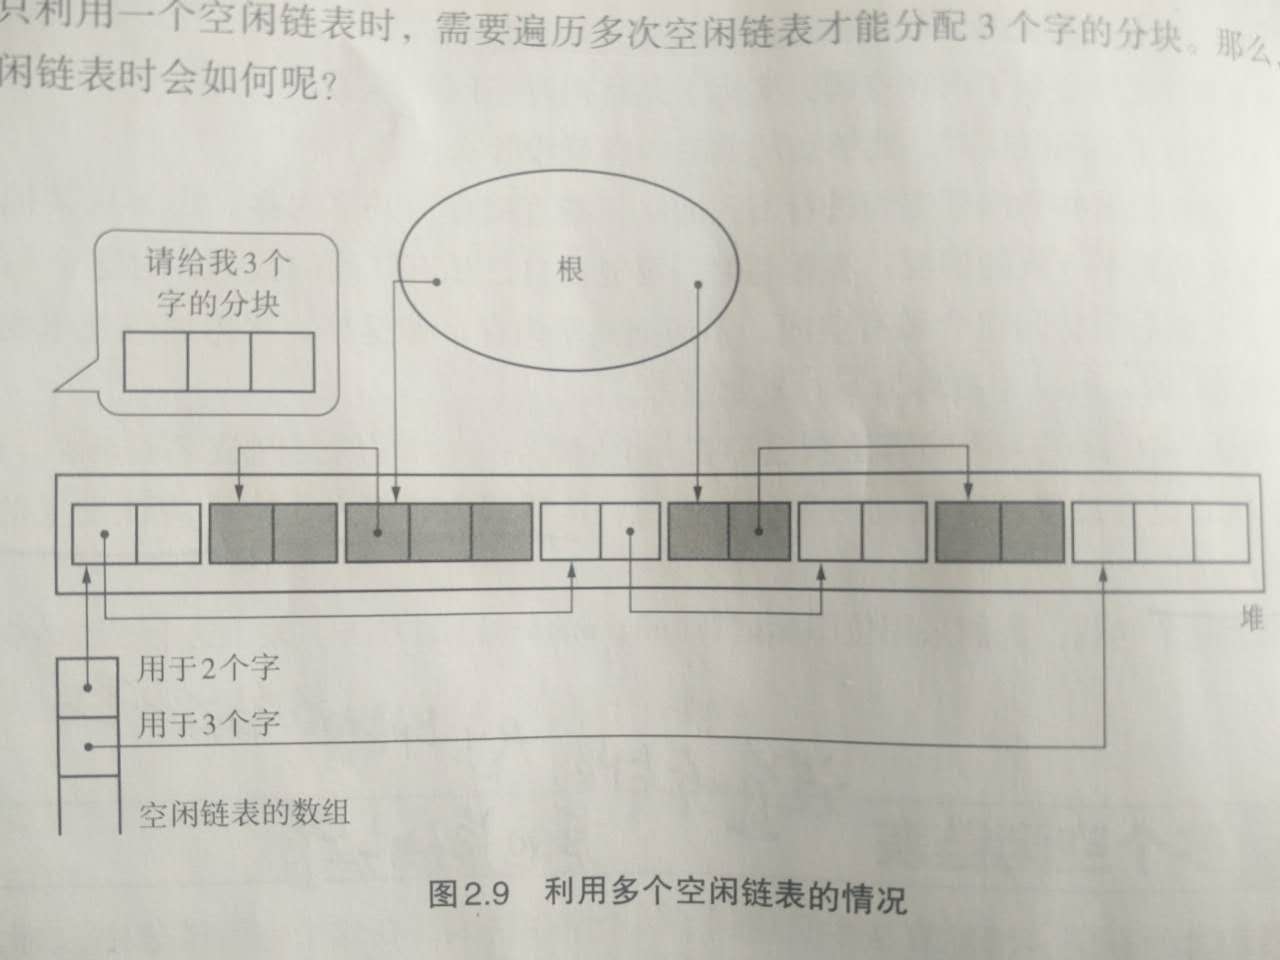 只利用一个空闲链表时，需要遍历多次空闲链表才能分配 3 个字的分块。那么，
闲链表时会如何呢？
请给我3个
字的分块
根
堆
用于2个字
用于3个字
空闲链表的数组
图2.9 利用多个空闲链表的情况